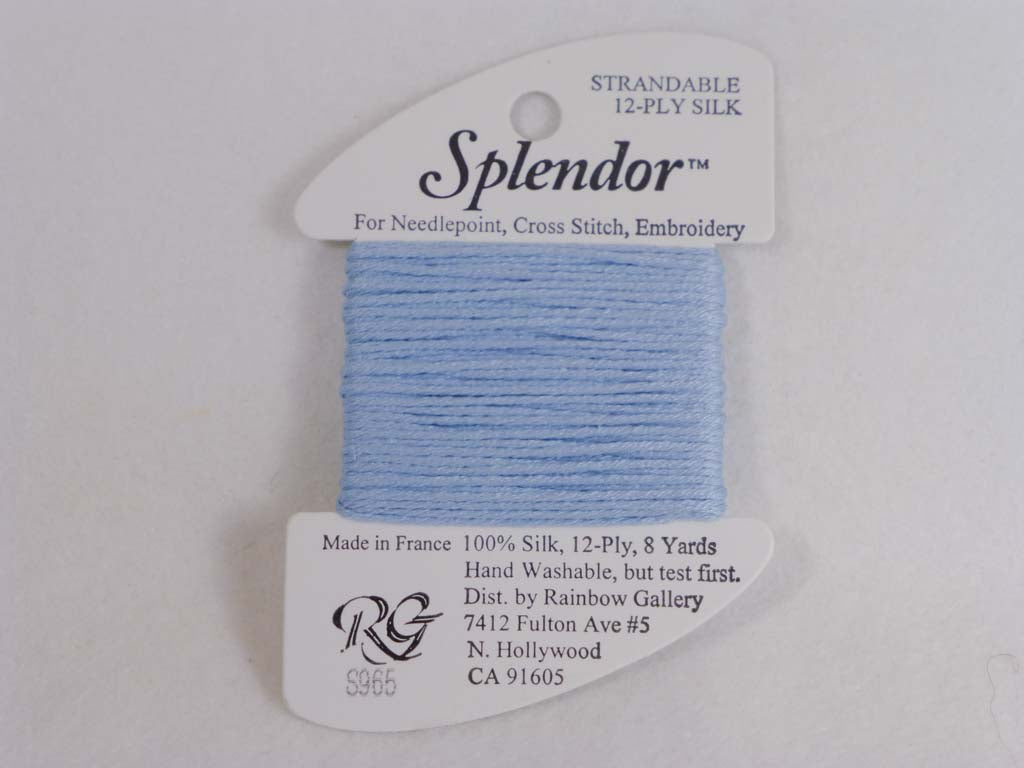 STRANDABLE
12-PLY SILK
Splendor™
For Needlepoint, Cross Stitch, Embroidery
Made in France
100% Silk, 12-Ply, 8 Yards
Hand Washable, but test first.
Dist. by Rainbow Gallery
7412 Fulton Ave #5
N. Hollywood
CA 91605
RG
S965